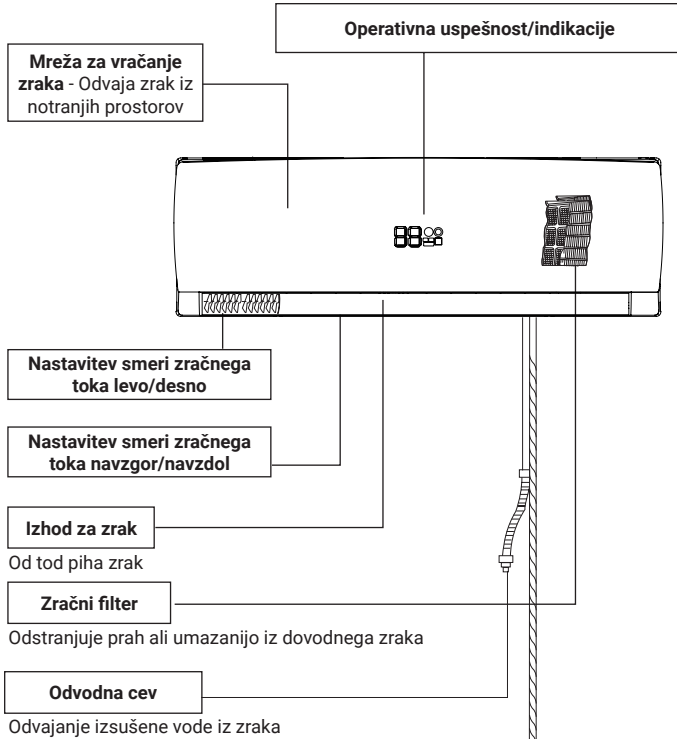 Operativna uspešnost/indikacije
Mreža za vračanje
zraka - Odvaja zrak iz
notranjih prostorov
Nastavitev smeri zračnega
toka levo/desno
Nastavitev smeri zračnega
toka navzgor/navzdol
Izhod za zrak
Od tod piha zrak
Zračni filter
Odstranjuje prah ali umazanijo iz dovodnega zraka
Odvodna cev
Odvajanje izsušene vode iz zraka